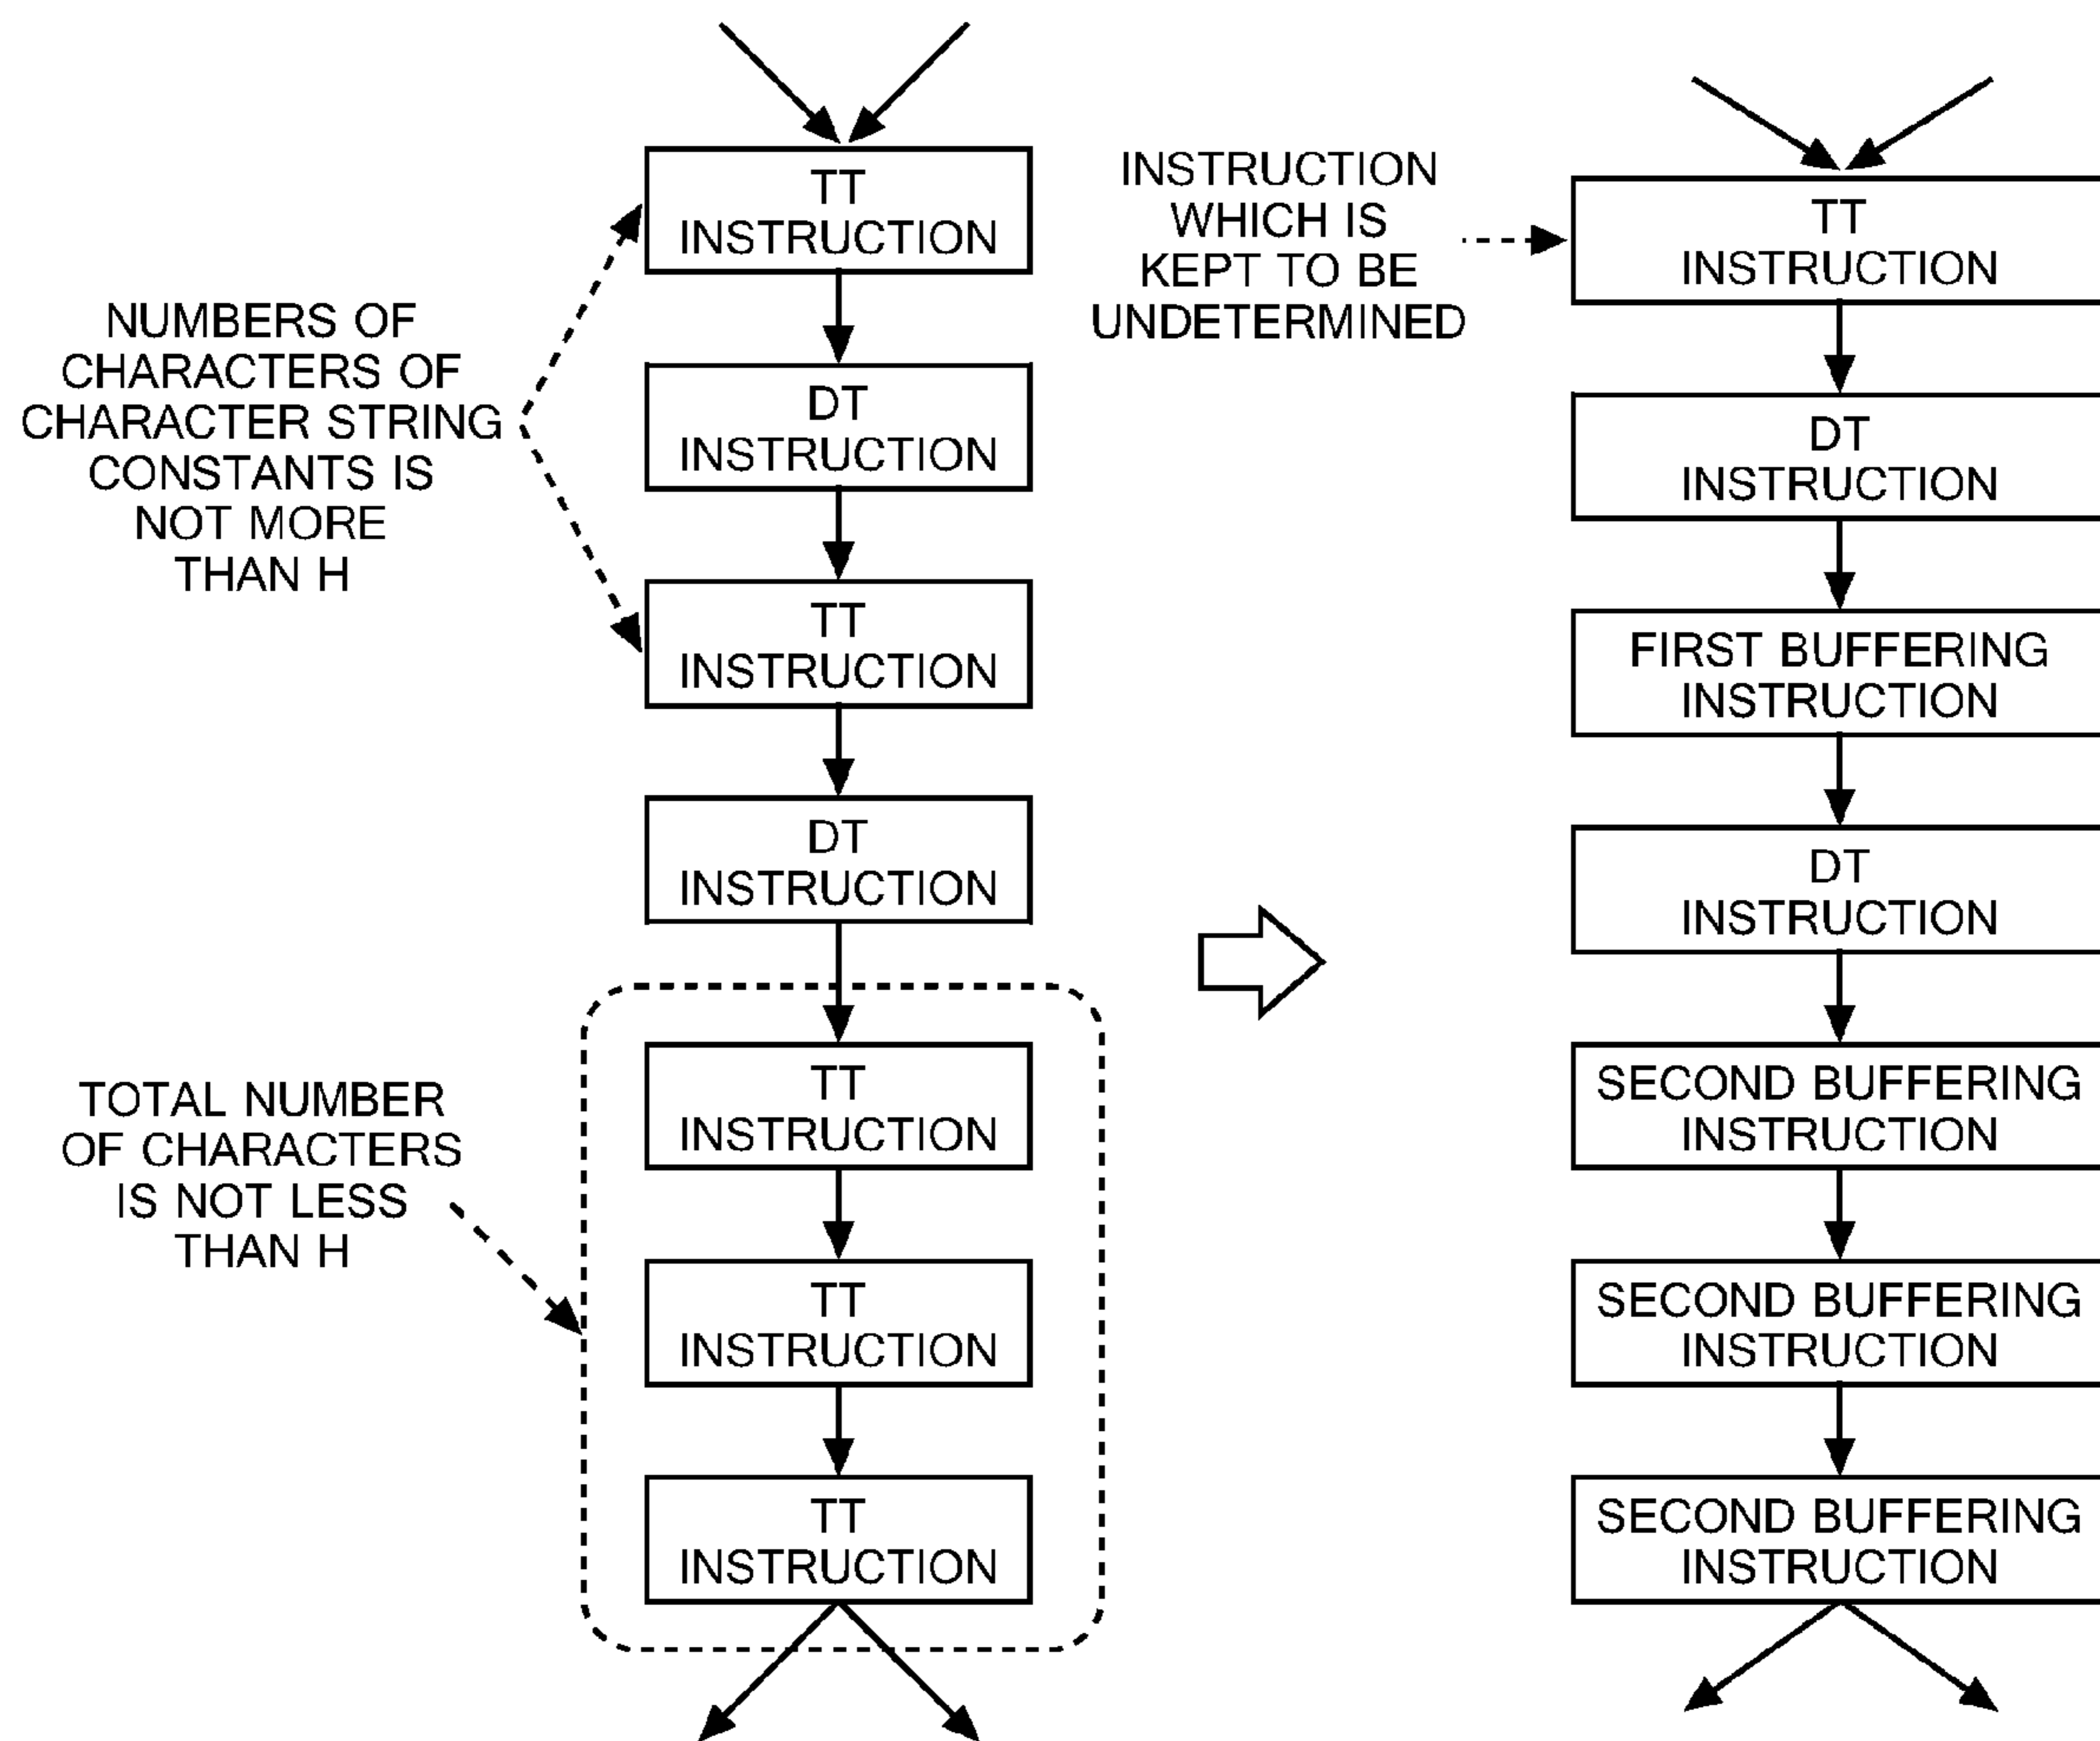 TT
INSTRUCTION
DT
INSTRUCTION
TT
INSTRUCTION
DT
INSTRUCTION
TT
INSTRUCTION
TT
INSTRUCTION
TT
INSTRUCTION
NUMBERS OF
CHARACTERS OF
CHARACTER STRING
CONSTANTS IS
NOT MORE
THAN H
TOTAL NUMBER
OF CHARACTERS
IS NOT LESS
THAN H
INSTRUCTION
WHICH IS
KEPT TO BE
UNDETERMINED
TT
INSTRUCTION
DT
INSTRUCTION
FIRST BUFFERING
INSTRUCTION
DT
INSTRUCTION
SECOND BUFFERING
INSTRUCTION
SECOND BUFFERING
INSTRUCTION
SECOND BUFFERING
INSTRUCTION